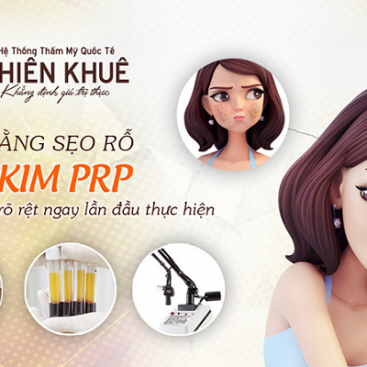 Hệ Thống Thẩm Mỹ Quốc Tế
HIÊN KHUÊ
Khẳng định giá trị thực
ẰNG SẸO RỖ
KIM PRP
rõ rệt ngay lần đầu thực hiện